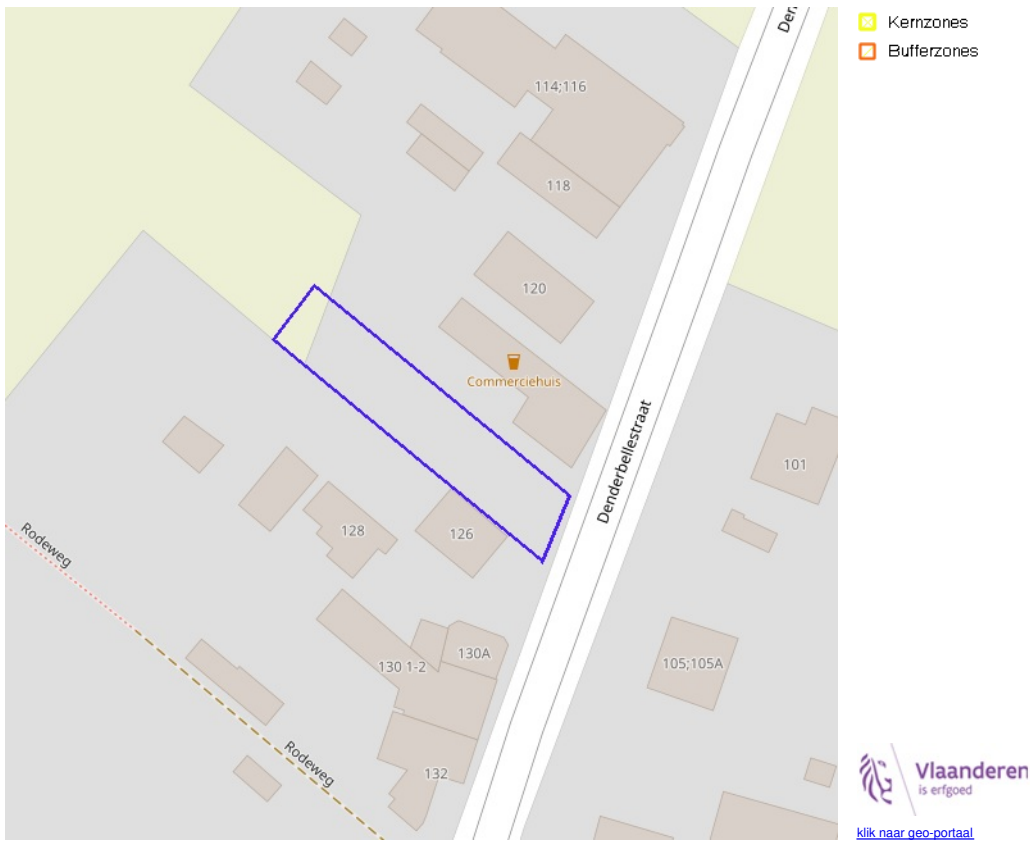 Den
Kernzones
Bufferzones
114;116
118
120
Commerciehuis
Denderbellestraat
101
Rodeweg
128
126
130A
130 1-2
105;105A
Rodeweg
132
Vlaanderen
is erfgoed
klik naar geo-portaal